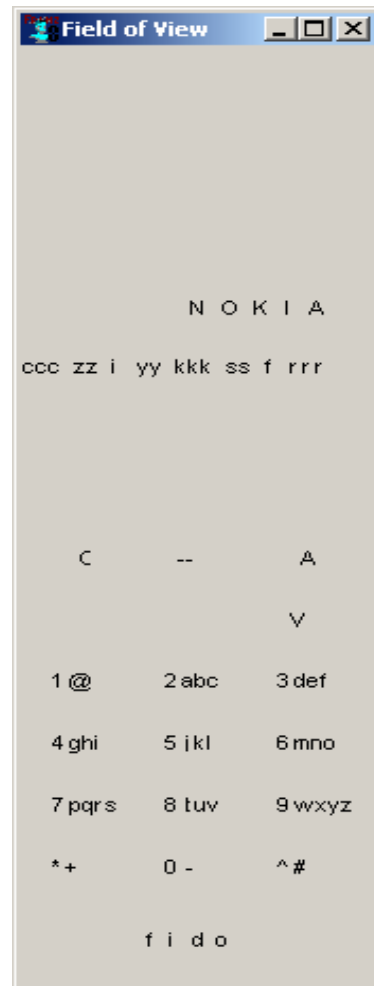 Field of View
N O K I A
ccc zz i yy kkk ss f rrr
C -- A
V
1 @ 2 abc 3 def
4 ghi 5 jkl 6 mno
7 pqrs 8 tuv 9 wxyz
* + 0 - ^ #
f i d o